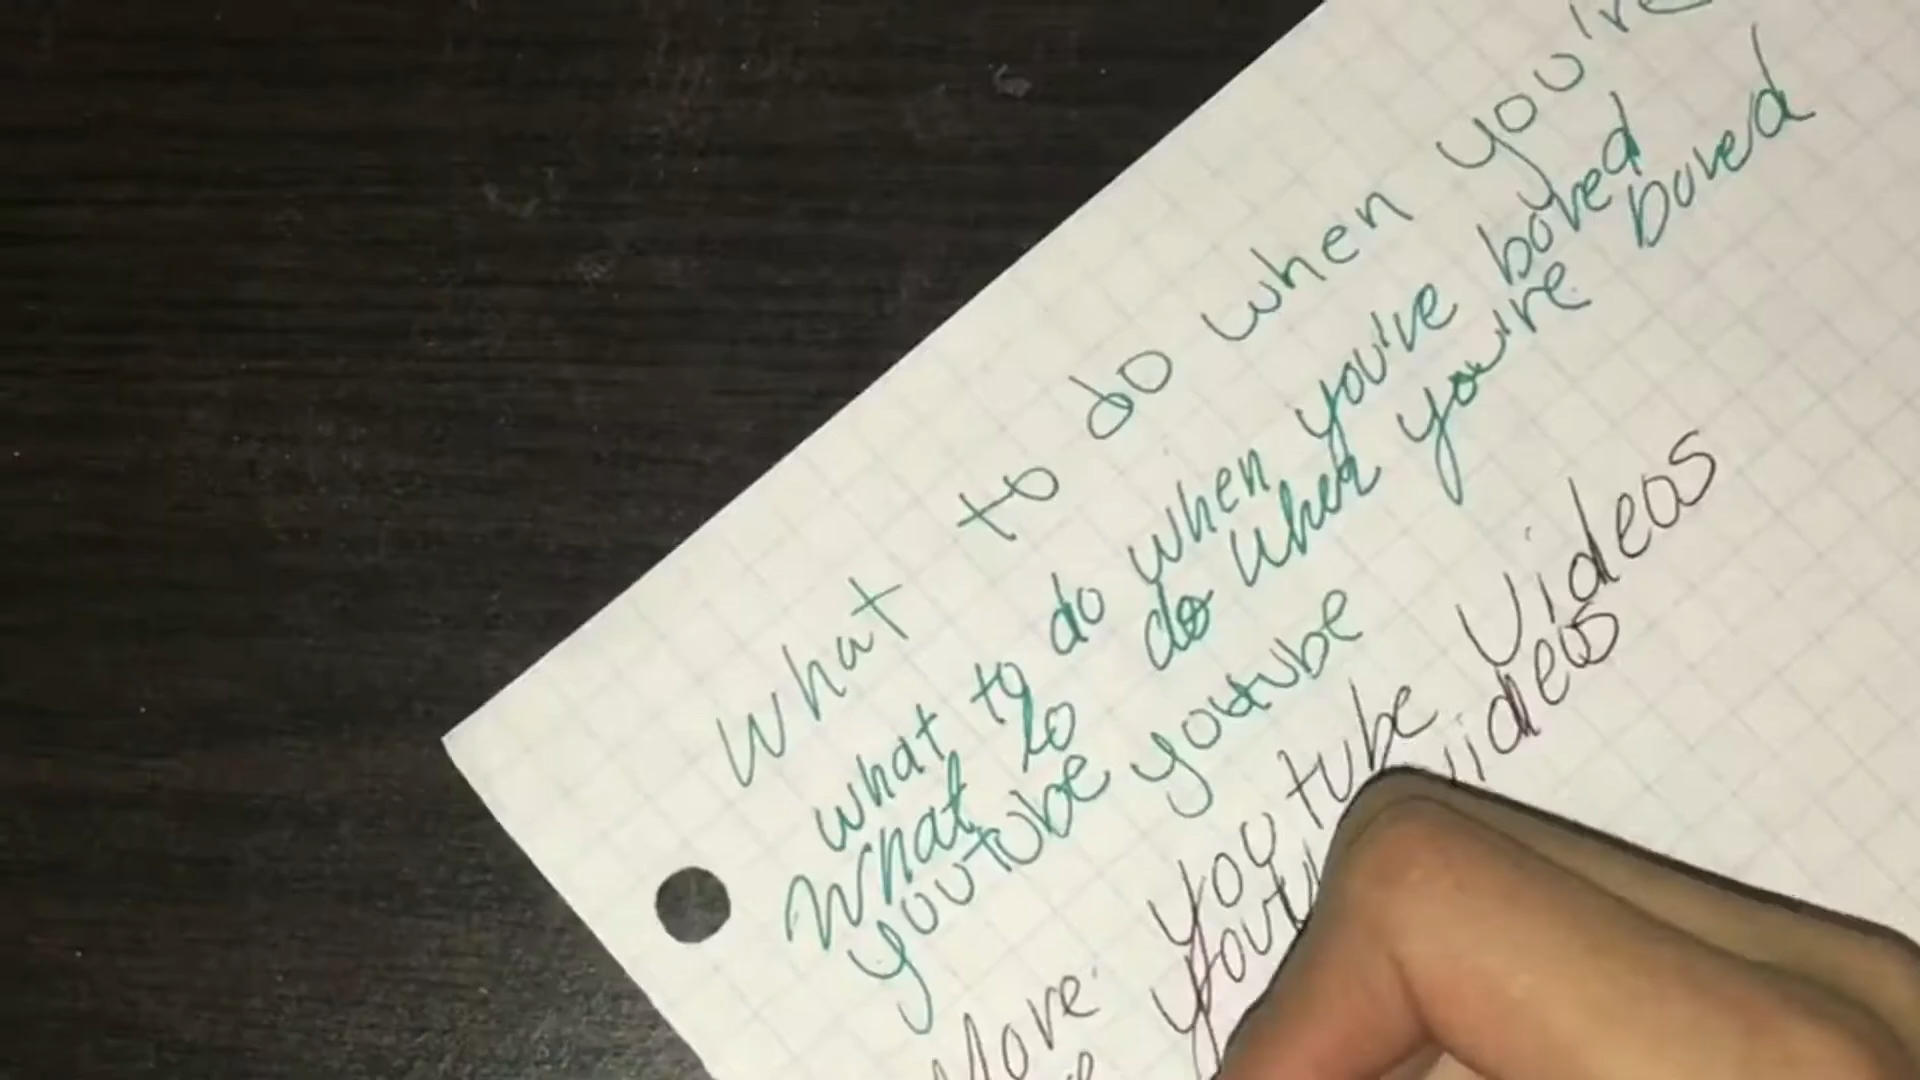 what to do when you're
what to do when you're bored
What to do when you're bored
youtube youtube
More youtube Videos
videos